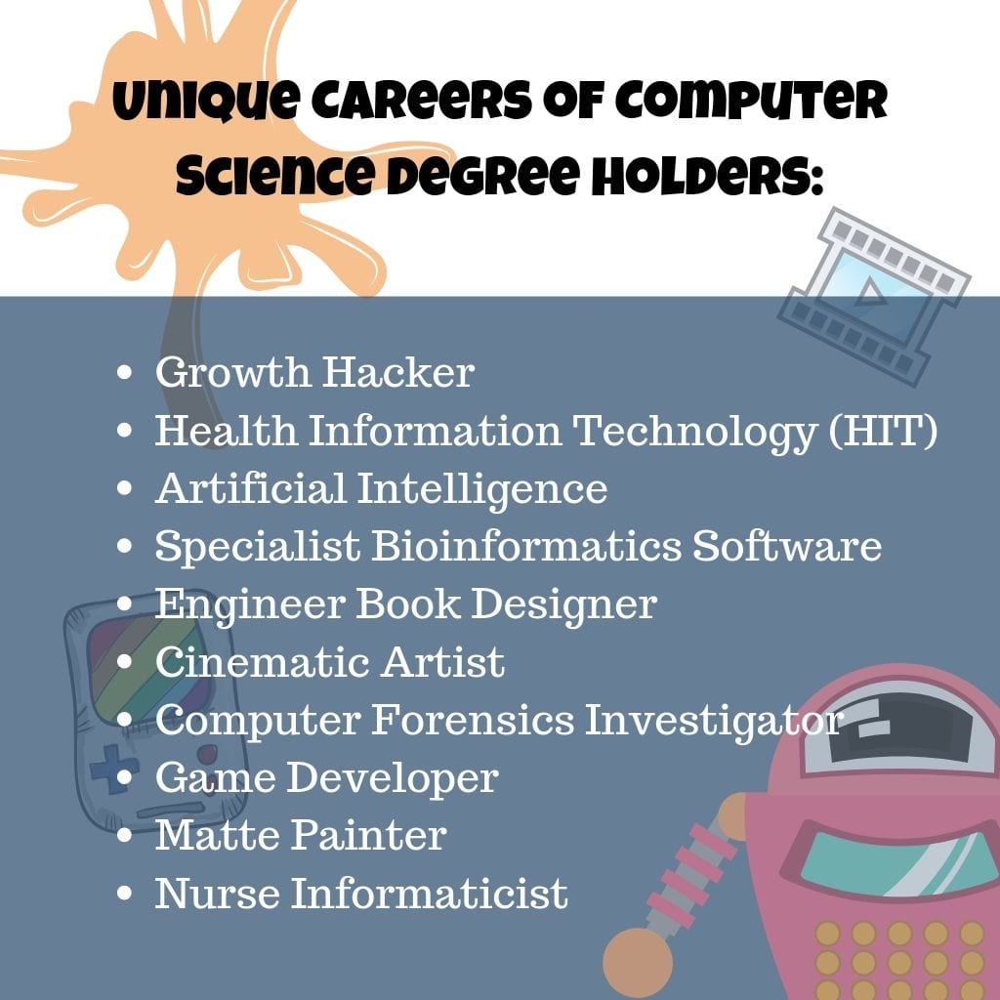 Unique Careers of Computer
Science Degree Holders:
• Growth Hacker
• Health Information Technology (HIT)
• Artificial Intelligence
• Specialist Bioinformatics Software
• Engineer Book Designer
• Cinematic Artist
• Computer Forensics Investigator
• Game Developer
• Matte Painter
• Nurse Informaticist